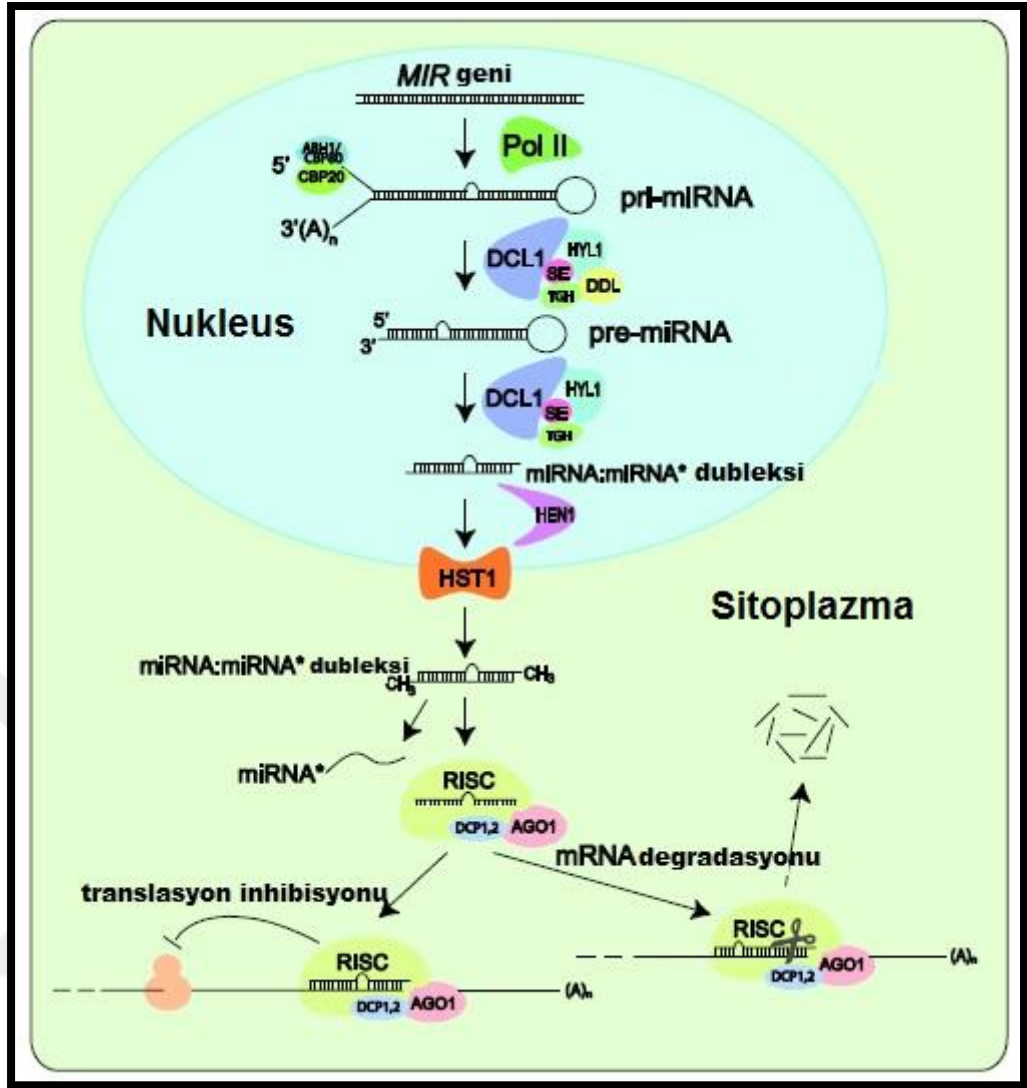 MIR geni
Pol II
5'
ABH1/
CBP80
CBP20
3'(A)n
pri-miRNA
DCL1
HYL1
SE
DDL
TGH
Nukleus
5'
3'
pre-miRNA
DCL1
HYL1
SE
TGH
miRNA:miRNA* dubleksi
HEN1
HST1
Sitoplazma
miRNA:miRNA* dubleksi
CH3
CH3
miRNA*
RISC
DCP1,2
AGO1
mRNA degradasyonu
translasyon inhibisyonu
RISC
DCP1,2
AGO1
(A)n
RISC
DCP1,2
AGO1
(A)n